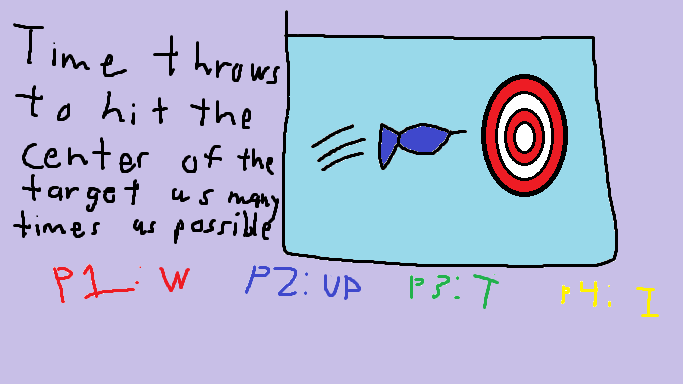 Time throws
to hit the
center of the
target as many
times as possible
P1: W P2: UP P3: T P4: I